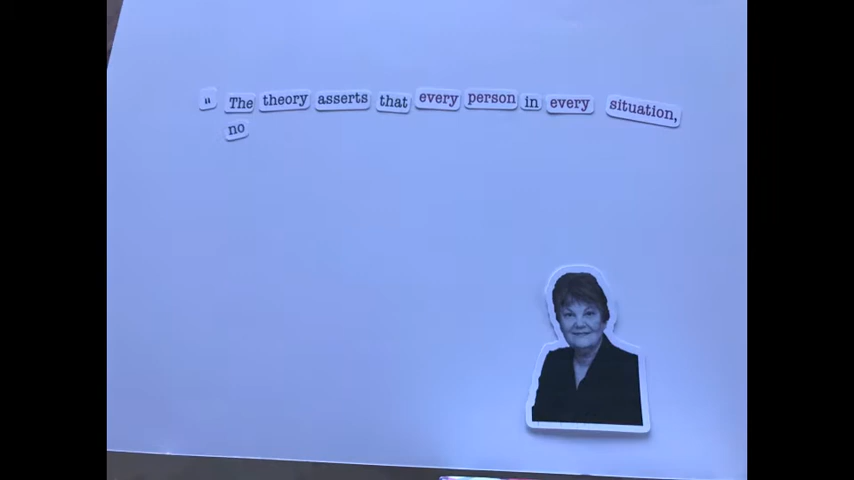 " The theory asserts that every person in every situation,
no